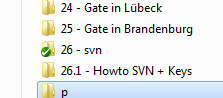 24 - Gate in Lübeck
25 - Gate in Brandenburg
26 - svn
26.1 - Howto SVN + Keys
p